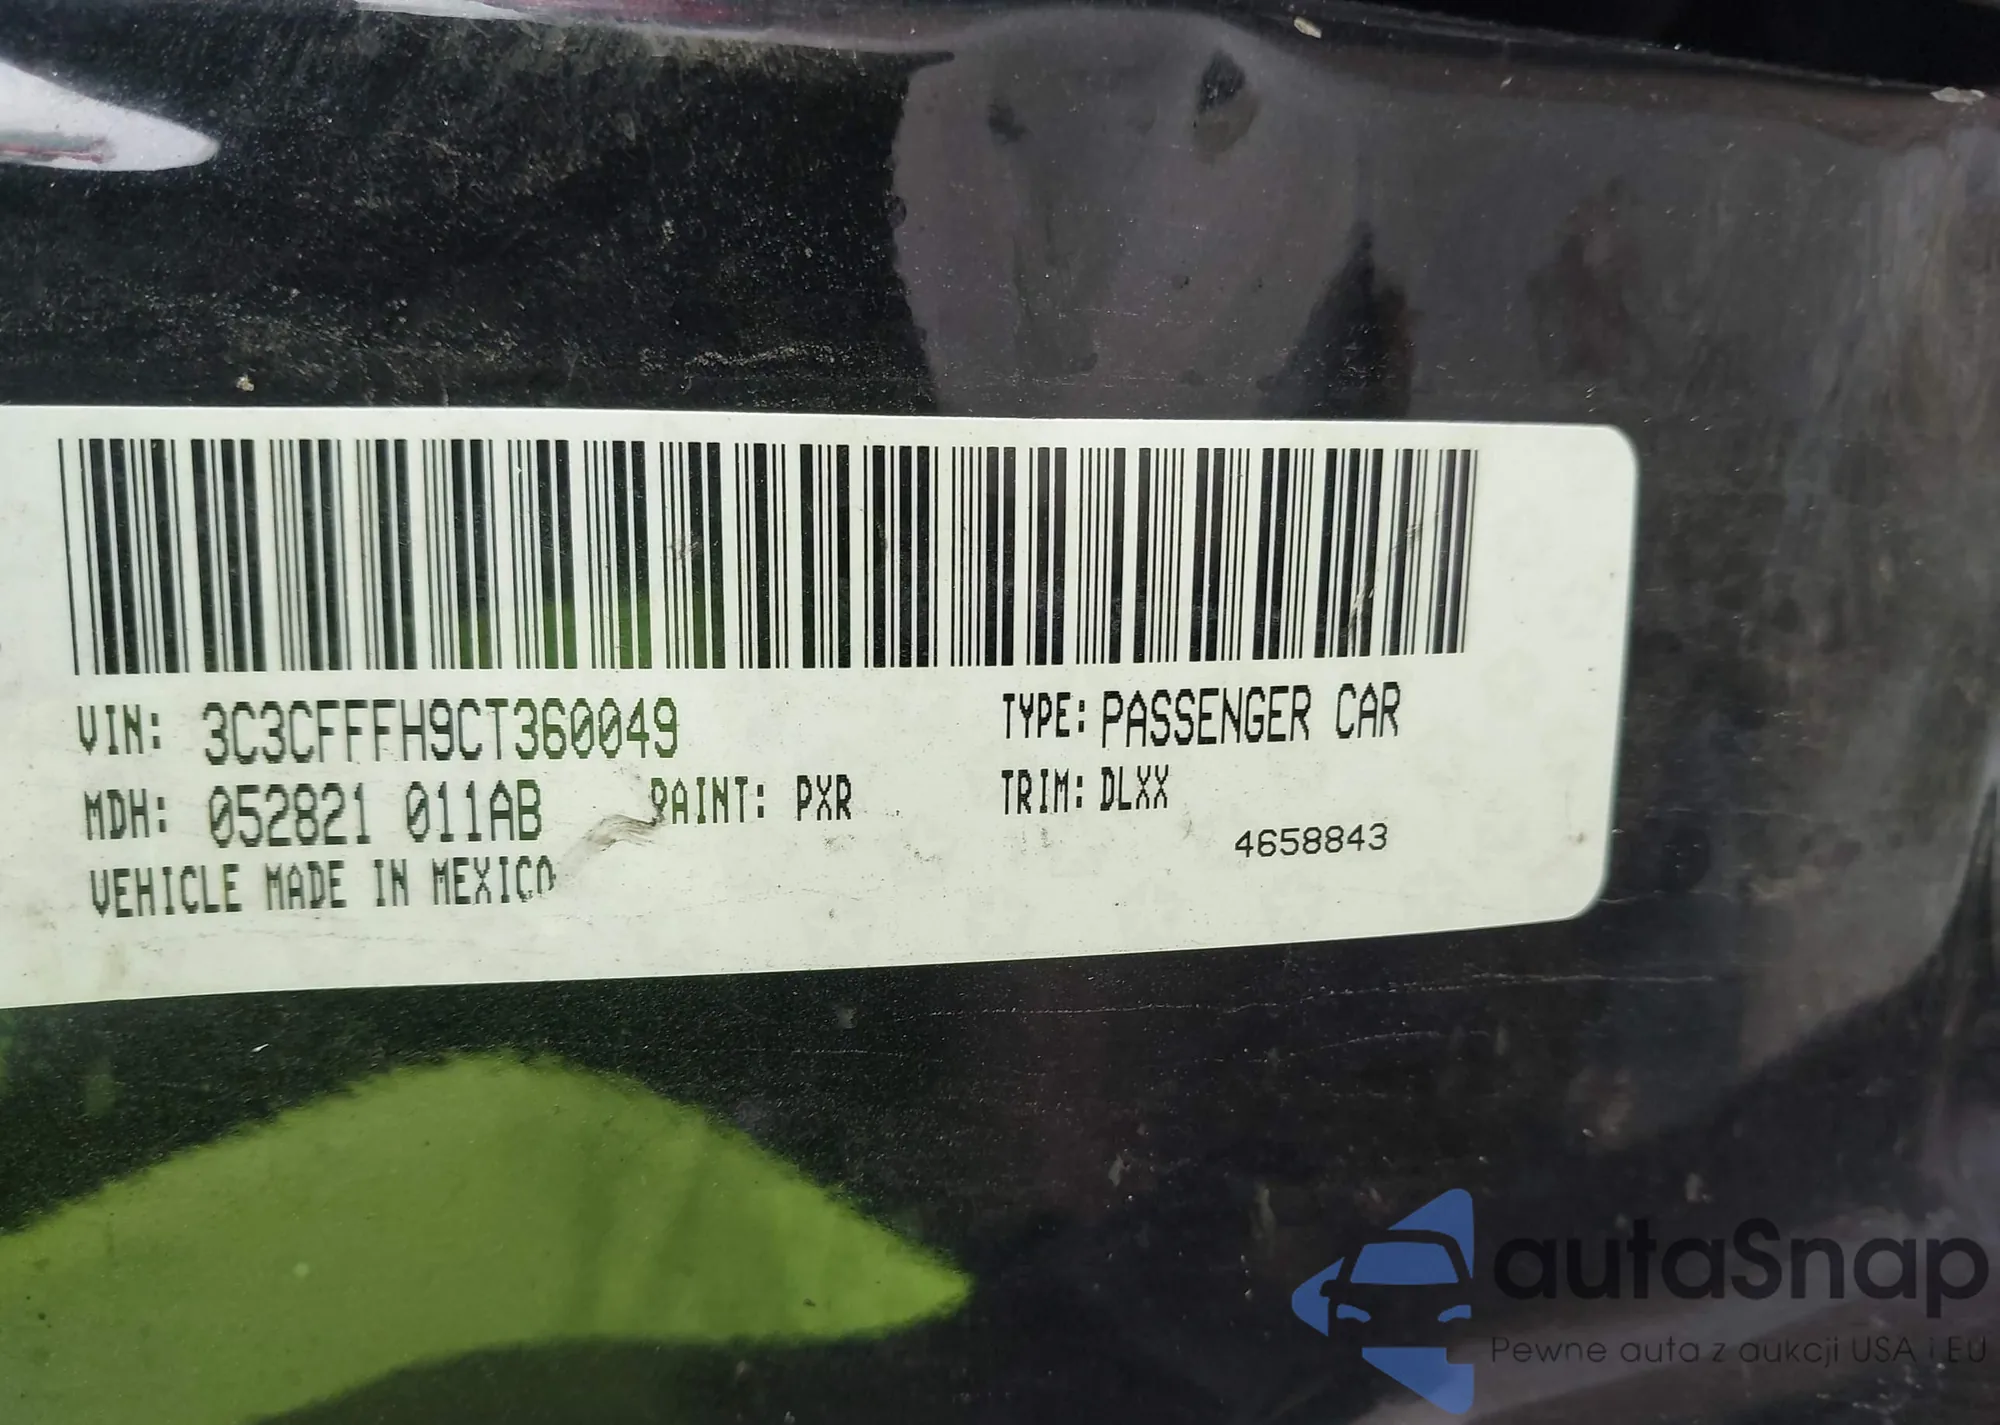 VIN: 3C3CFFFH9CT360049 TYPE: PASSENGER CAR
MDH: 052821 011AB PAINT: PXR TRIM: DLXX
4658843
VEHICLE MADE IN MEXICO
autaSnap
Pewne auta z aukcji USA i EU